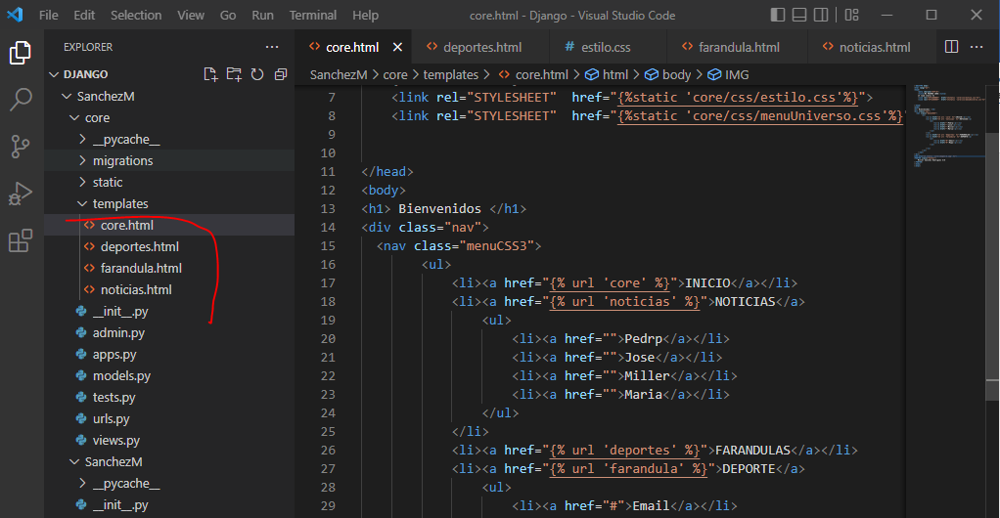 File Edit Selection View Go Run Terminal Help core.html - Django - Visual Studio Code
EXPLORER
core.html
deportes.html
# estilo.css
farandula.html
noticias.html
DJANGO
SanchezM
core
__pycache__
migrations
static
templates
core.html
deportes.html
farandula.html
noticias.html
__init__.py
admin.py
apps.py
models.py
tests.py
urls.py
views.py
SanchezM
__pycache__
__init__.py
SanchezM > core > templates > core.html > html > body > IMG
7 <link rel="STYLESHEET" href="{%static 'core/css/estilo.css'%}">
8 <link rel="STYLESHEET" href="{%static 'core/css/menuUniverso.css'%}
9
10
11 </head>
12 <body>
13 <h1> Bienvenidos </h1>
14 <div class="nav">
15 <nav class="menuCSS3">
16 <ul>
17 <li><a href="{% url 'core' %}">INICIO</a></li>
18 <li><a href="{% url 'noticias' %}">NOTICIAS</a>
19 <ul>
20 <li><a href="">Pedrp</a></li>
21 <li><a href="">Jose</a></li>
22 <li><a href="">Miller</a></li>
23 <li><a href="">Maria</a></li>
24 </ul>
25 </li>
26 <li><a href="{% url 'deportes' %}">FARANDULAS</a></li>
27 <li><a href="{% url 'farandula' %}">DEPORTE</a>
28 <ul>
29 <li><a href="#">Email</a></li>